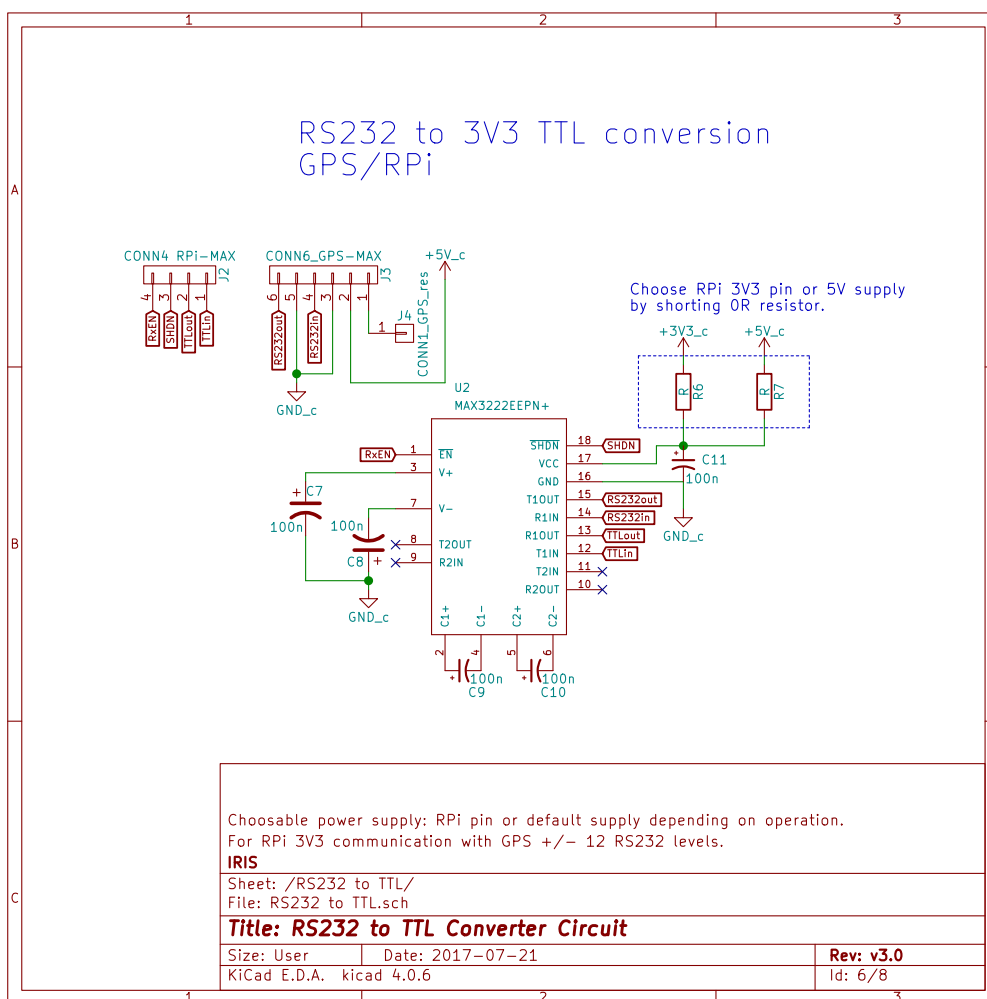 1 2 3
RS232 to 3V3 TTL conversion
GPS/RPi
A
CONN4 RPi-MAX
J2
4 3 2 1
RxEN
SHDN
TTLout
TTLin
CONN6_GPS-MAX
J3
6 5 4 3 2 1
RS232out
RS232in
GND_c
+5V_c
J4
1
CONN1_GPS_res
Choose RPi 3V3 pin or 5V supply
by shorting 0R resistor.
+3V3_c
+5V_c
R R6
R R7
C11
+
100n
GND_c
U2
MAX3222EEPN+
RxEN 1 EN
3 V+
7 V-
8 T2OUT
9 R2IN
SHDN 18 SHDN
VCC 17
GND 16
T1OUT 15 RS232out
R1IN 14 RS232in
R1OUT 13 TTLout
T1IN 12 TTLin
T2IN 11
R2OUT 10
C1+ C1- C2+ C2-
2 4 5 6
+ C7
100n
100n
C8 +
GND_c
+ 100n
C9
+ 100n
C10
B
C
Choosable power supply: RPi pin or default supply depending on operation.
For RPi 3V3 communication with GPS +/- 12 RS232 levels.
IRIS
Sheet: /RS232 to TTL/
File: RS232 to TTL.sch
Title: RS232 to TTL Converter Circuit
Size: User Date: 2017-07-21 Rev: v3.0
KiCad E.D.A. kicad 4.0.6 Id: 6/8
1 2 3